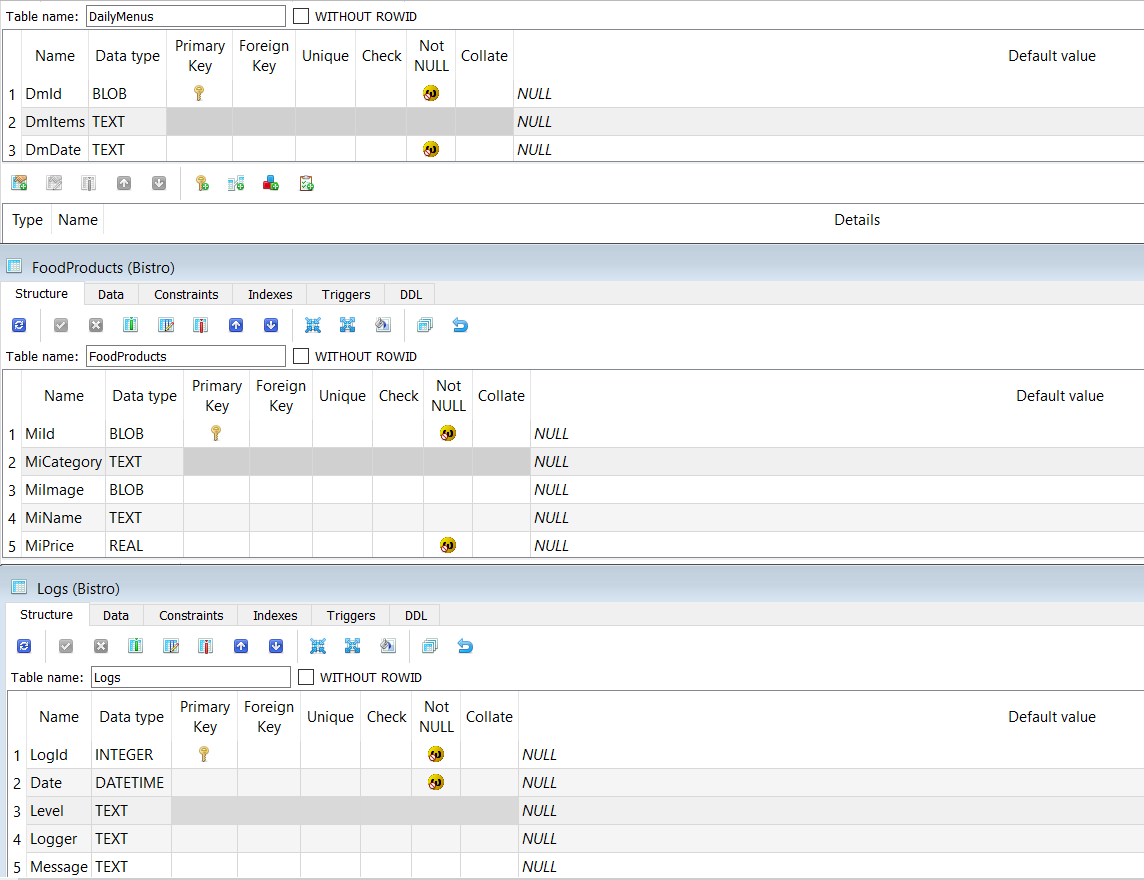 Table name: DailyMenus WITHOUT ROWID
Name Data type Primary Key Foreign Key Unique Check Not NULL Collate Default value
1 DmId BLOB NULL
2 DmItems TEXT NULL
3 DmDate TEXT NULL
Type Name Details
FoodProducts (Bistro)
Structure Data Constraints Indexes Triggers DDL
Table name: FoodProducts WITHOUT ROWID
Name Data type Primary Key Foreign Key Unique Check Not NULL Collate Default value
1 MiId BLOB NULL
2 MiCategory TEXT NULL
3 MiImage BLOB NULL
4 MiName TEXT NULL
5 MiPrice REAL NULL
Logs (Bistro)
Structure Data Constraints Indexes Triggers DDL
Table name: Logs WITHOUT ROWID
Name Data type Primary Key Foreign Key Unique Check Not NULL Collate Default value
1 LogId INTEGER NULL
2 Date DATETIME NULL
3 Level TEXT NULL
4 Logger TEXT NULL
5 Message TEXT NULL